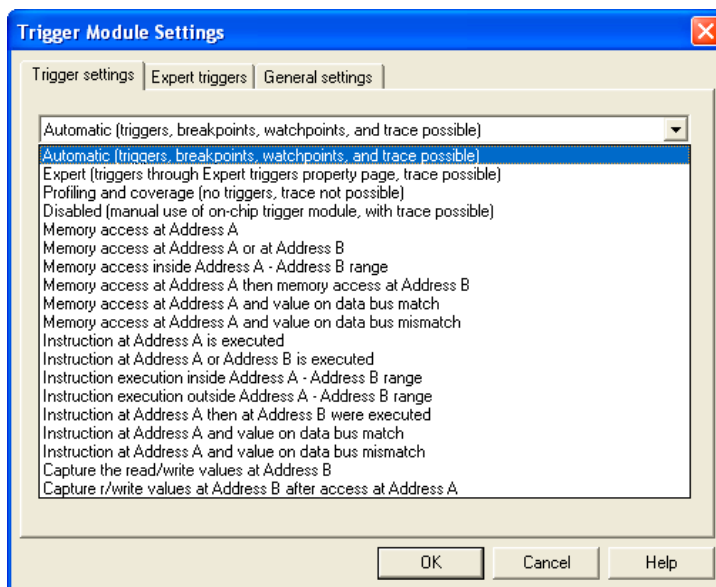 Trigger Module Settings
Trigger settings
Expert triggers
General settings
Automatic (triggers, breakpoints, watchpoints, and trace possible)
Automatic (triggers, breakpoints, watchpoints, and trace possible)
Expert (triggers through Expert triggers property page, trace possible)
Profiling and coverage (no triggers, trace not possible)
Disabled (manual use of on-chip trigger module, with trace possible)
Memory access at Address A
Memory access at Address A or at Address B
Memory access inside Address A - Address B range
Memory access at Address A then memory access at Address B
Memory access at Address A and value on data bus match
Memory access at Address A and value on data bus mismatch
Instruction at Address A is executed
Instruction at Address A or Address B is executed
Instruction execution inside Address A - Address B range
Instruction execution outside Address A - Address B range
Instruction at Address A then at Address B were executed
Instruction at Address A and value on data bus match
Instruction at Address A and value on data bus mismatch
Capture the read/write values at Address B
Capture r/write values at Address B after access at Address A
OK
Cancel
Help